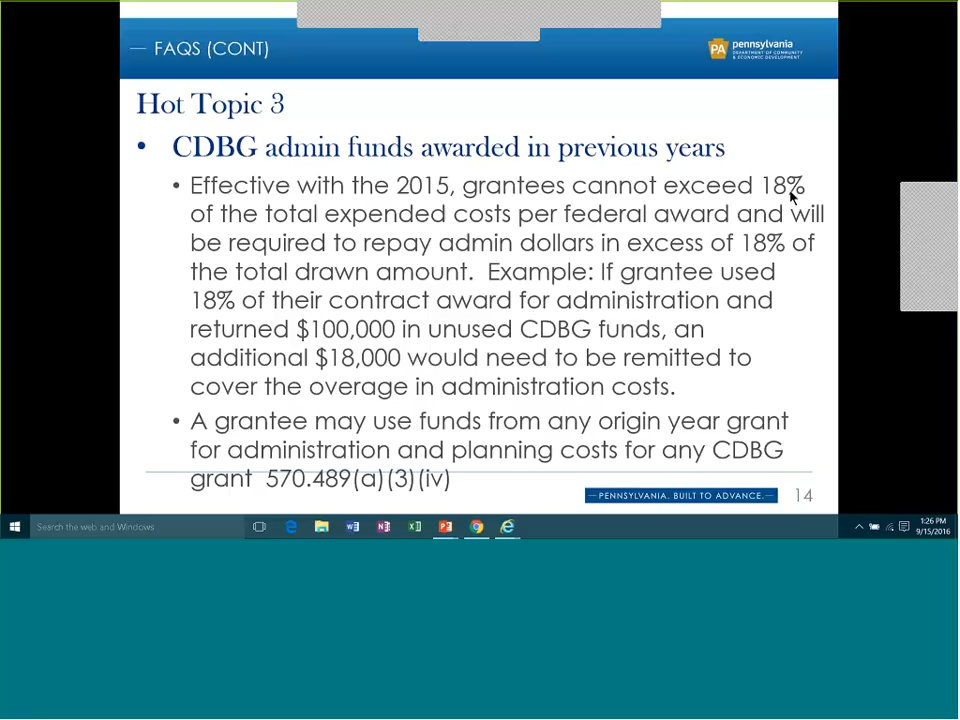 — FAQS (CONT)
PA pennsylvania
DEPARTMENT OF COMMUNITY
& ECONOMIC DEVELOPMENT
Hot Topic 3
• CDBG admin funds awarded in previous years
• Effective with the 2015, grantees cannot exceed 18%
of the total expended costs per federal award and will
be required to repay admin dollars in excess of 18% of
the total drawn amount. Example: If grantee used
18% of their contract award for administration and
returned $100,000 in unused CDBG funds, an
additional $18,000 would need to be remitted to
cover the overage in administration costs.
• A grantee may use funds from any origin year grant
for administration and planning costs for any CDBG
grant 570.489(a)(3)(iv)
—PENNSYLVANIA. BUILT TO ADVANCE.—
14
Search the web and Windows
1:26 PM
9/15/2016